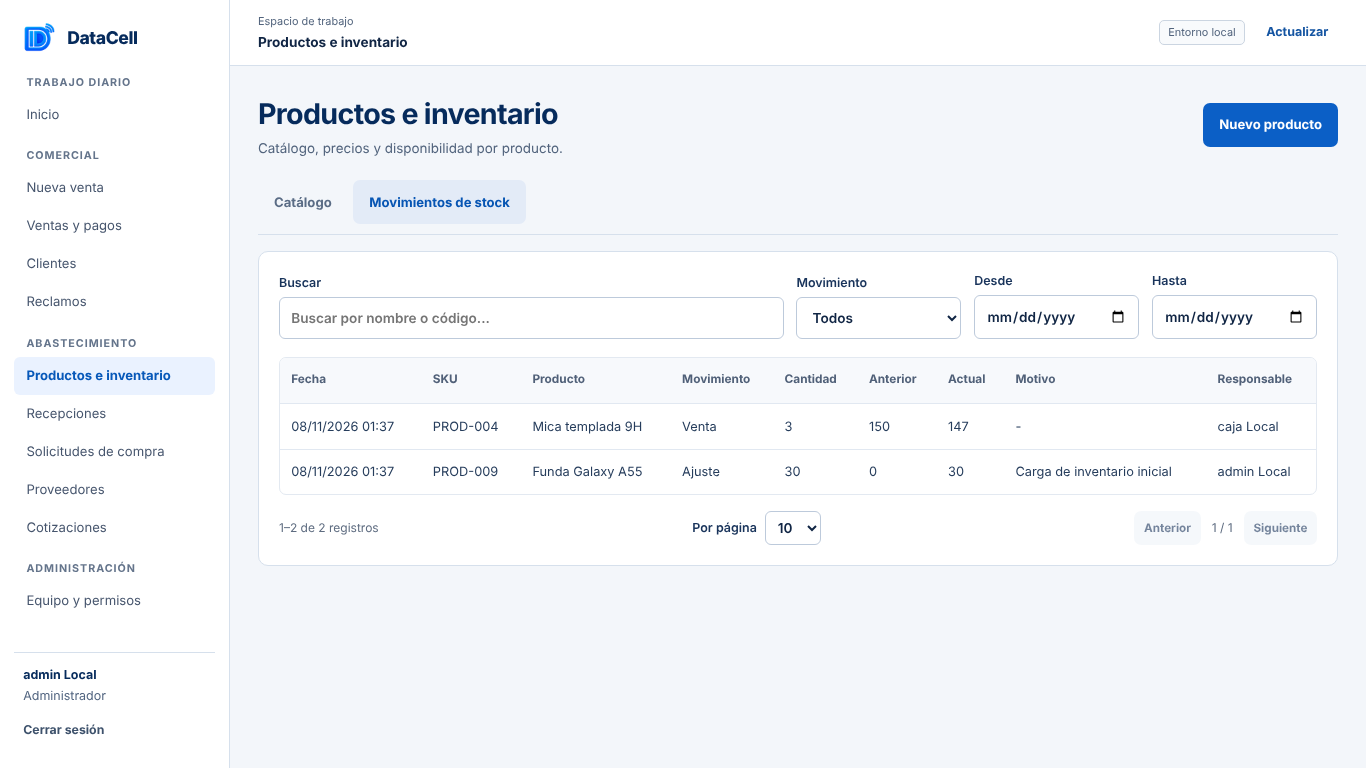 DataCell
TRABAJO DIARIO
Inicio
COMERCIAL
Nueva venta
Ventas y pagos
Clientes
Reclamos
ABASTECIMIENTO
Productos e inventario
Recepciones
Solicitudes de compra
Proveedores
Cotizaciones
ADMINISTRACIÓN
Equipo y permisos
admin Local
Administrador
Cerrar sesión
Espacio de trabajo
Productos e inventario
Entorno local
Actualizar
Productos e inventario
Catálogo, precios y disponibilidad por producto.
Nuevo producto
Catálogo
Movimientos de stock
Buscar
Buscar por nombre o código...
Movimiento
Todos
Desde
mm/dd/yyyy
Hasta
mm/dd/yyyy
Fecha SKU Producto Movimiento Cantidad Anterior Actual Motivo Responsable
08/11/2026 01:37 PROD-004 Mica templada 9H Venta 3 150 147 - caja Local
08/11/2026 01:37 PROD-009 Funda Galaxy A55 Ajuste 30 0 30 Carga de inventario inicial admin Local
1–2 de 2 registros
Por página 10
Anterior 1 / 1 Siguiente